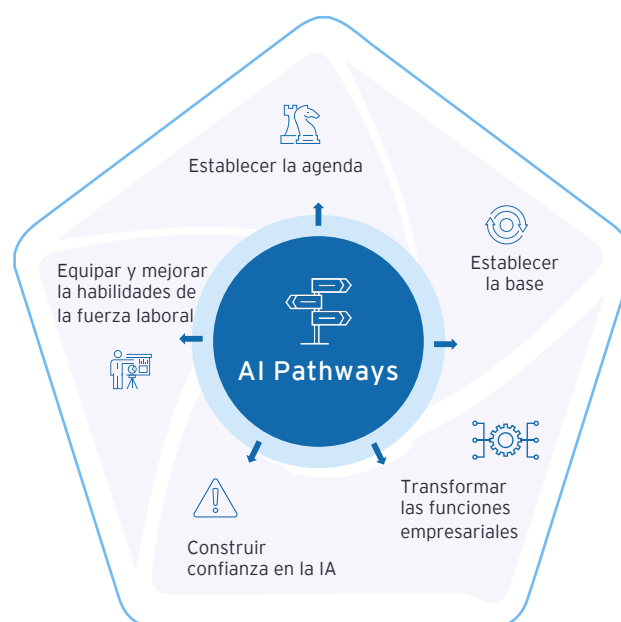 Establecer la agenda
Establecer
la base
Equipar y mejorar
la habilidades de
la fuerza laboral
AI Pathways
Transformar
las funciones
empresariales
Construir
confianza en la IA